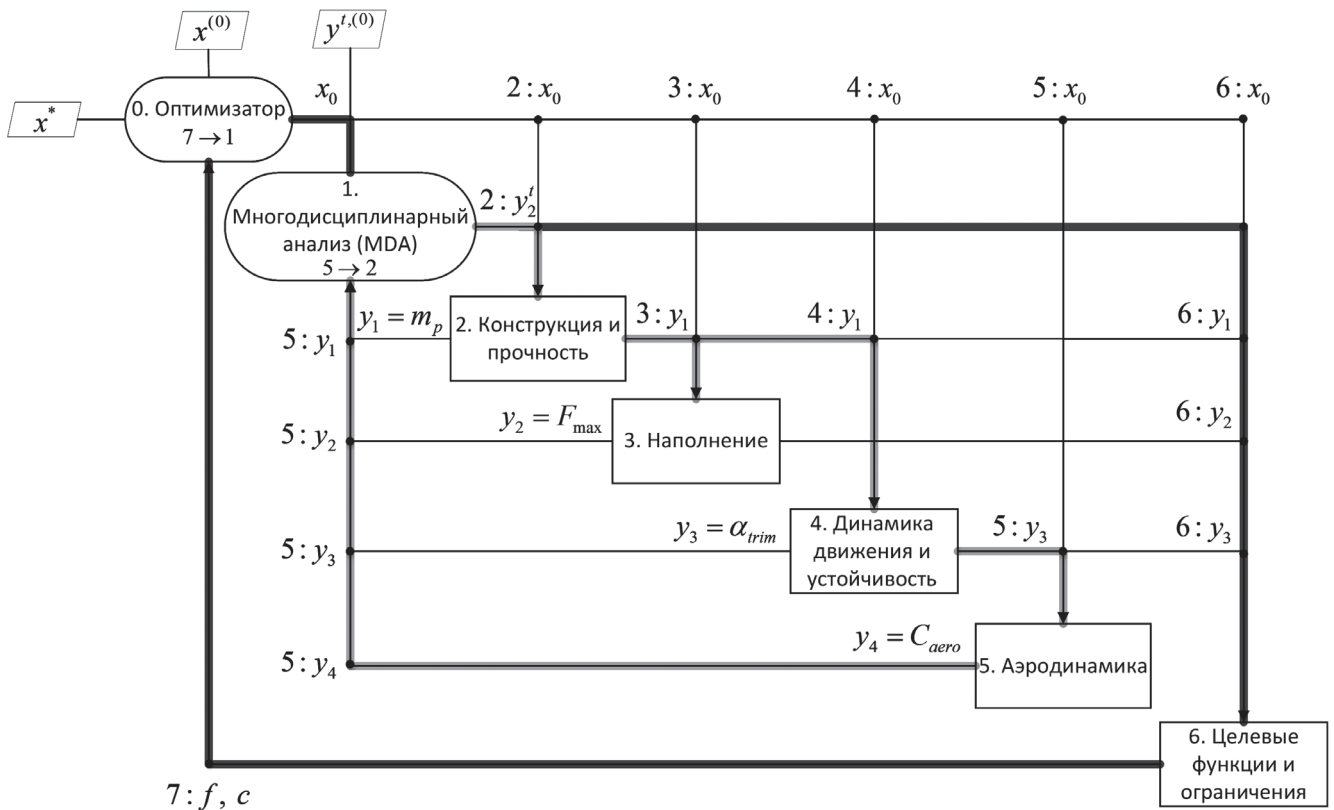 x^(0)
y^{t,(0)}
x^*
0. Оптимизатор
7 → 1
x_0
2 : x_0
3 : x_0
4 : x_0
5 : x_0
6 : x_0
1.
Многодисциплинарный
анализ (MDA)
5 → 2
2 : y_2^t
5 : y_1
y_1 = m_p
2. Конструкция и
прочность
3 : y_1
4 : y_1
6 : y_1
5 : y_2
y_2 = F_max
3. Наполнение
6 : y_2
5 : y_3
y_3 = α_trim
4. Динамика
движения и
устойчивость
5 : y_3
6 : y_3
5 : y_4
y_4 = C_aero
5. Аэродинамика
6. Целевые
функции и
ограничения
7 : f, c